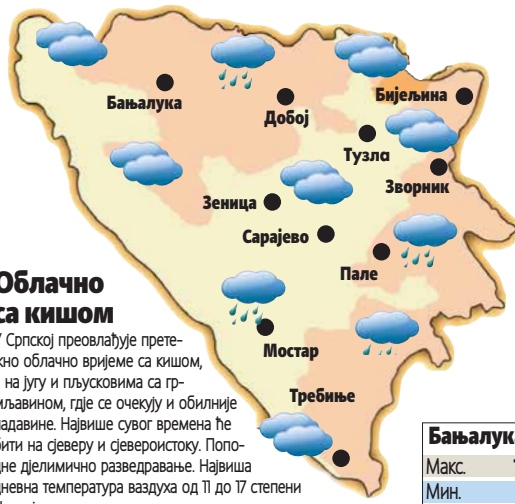 Бањалука
Добој
Бијељина
Тузла
Зворник
Зеница
Сарајево
Пале
Мостар
Требиње
Облачно
са кишом
Српској преовлађује прете-
жно облачно вријеме са кишом,
на југу и пљусковима са гр-
мљавином, гдје се очекују и обилније
падавине. Највише сувог времена ће
бити на сјеверу и сјевероистоку. Попо-
дне дјелимично разведравање. Највиша
дневна температура ваздуха од 11 до 17 степени
Бањалук
Макс.
Мин.